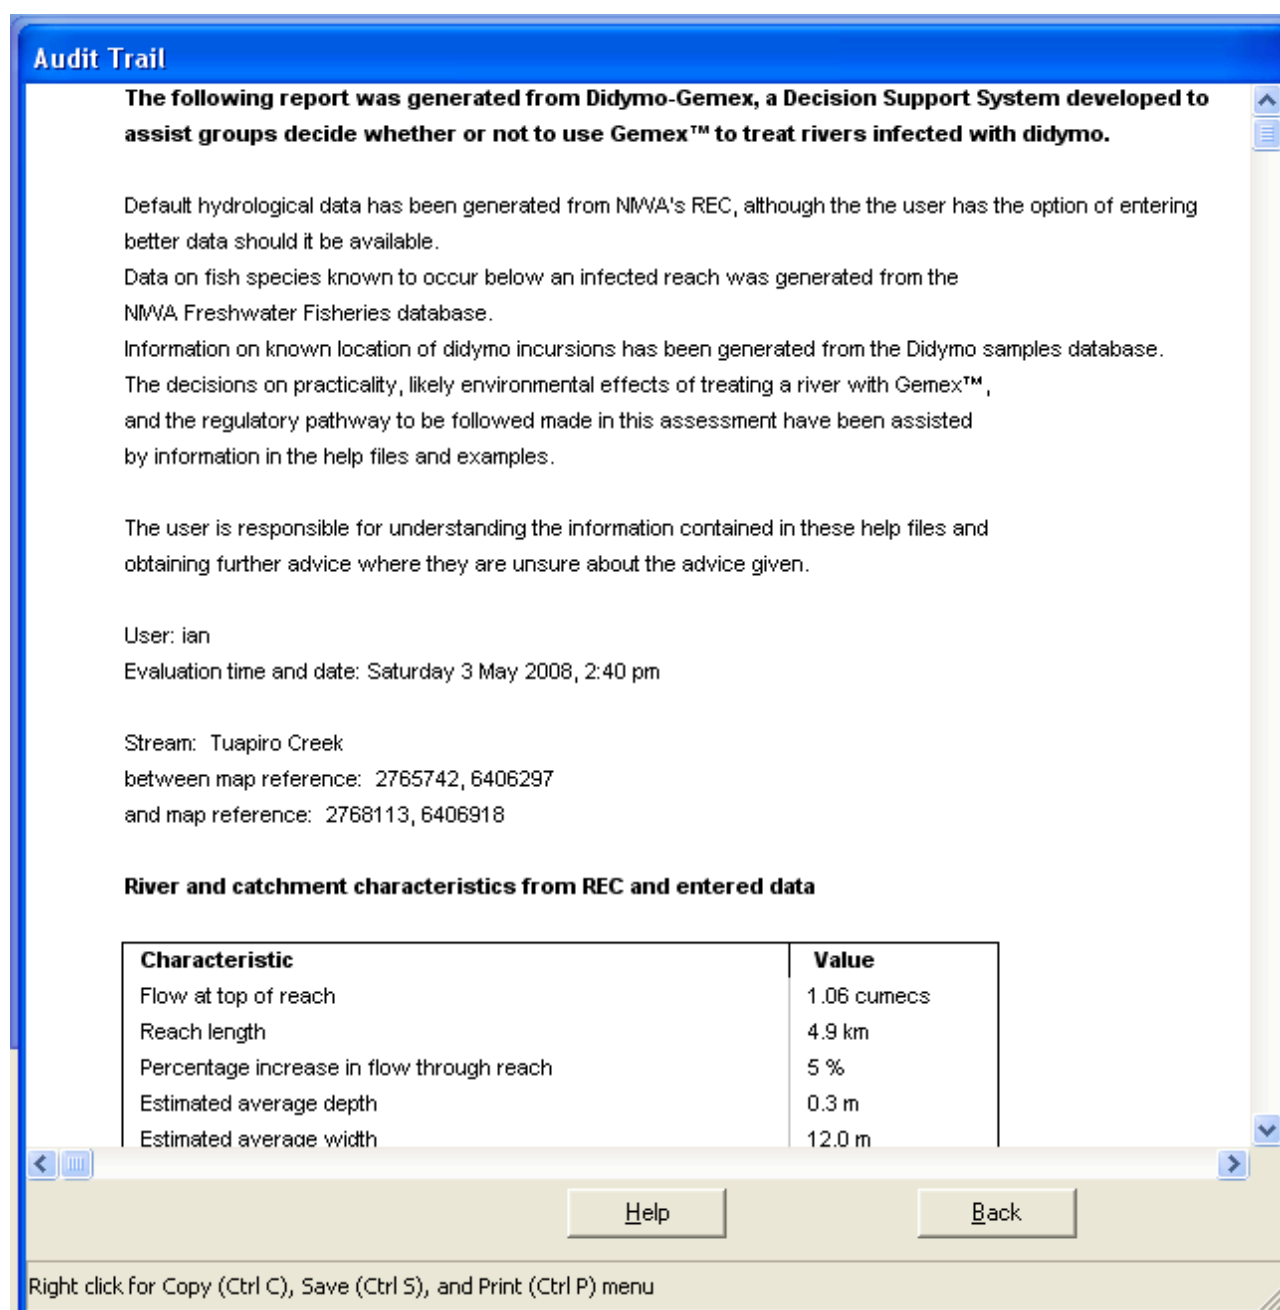 Audit Trail
The following report was generated from Didymo-Gemex, a Decision Support System developed to
assist groups decide whether or not to use Gemex™ to treat rivers infected with didymo.
Default hydrological data has been generated from NIWA's REC, although the the user has the option of entering
better data should it be available.
Data on fish species known to occur below an infected reach was generated from the
NIWA Freshwater Fisheries database.
Information on known location of didymo incursions has been generated from the Didymo samples database.
The decisions on practicality, likely environmental effects of treating a river with Gemex™,
and the regulatory pathway to be followed made in this assessment have been assisted
by information in the help files and examples.
The user is responsible for understanding the information contained in these help files and
obtaining further advice where they are unsure about the advice given.
User: ian
Evaluation time and date: Saturday 3 May 2008, 2:40 pm
Stream: Tuapiro Creek
between map reference: 2765742, 6406297
and map reference: 2768113, 6406918
River and catchment characteristics from REC and entered data
Characteristic Value
Flow at top of reach 1.06 cumecs
Reach length 4.9 km
Percentage increase in flow through reach 5 %
Estimated average depth 0.3 m
Estimated average width 12.0 m
Help Back
Right click for Copy (Ctrl C), Save (Ctrl S), and Print (Ctrl P) menu